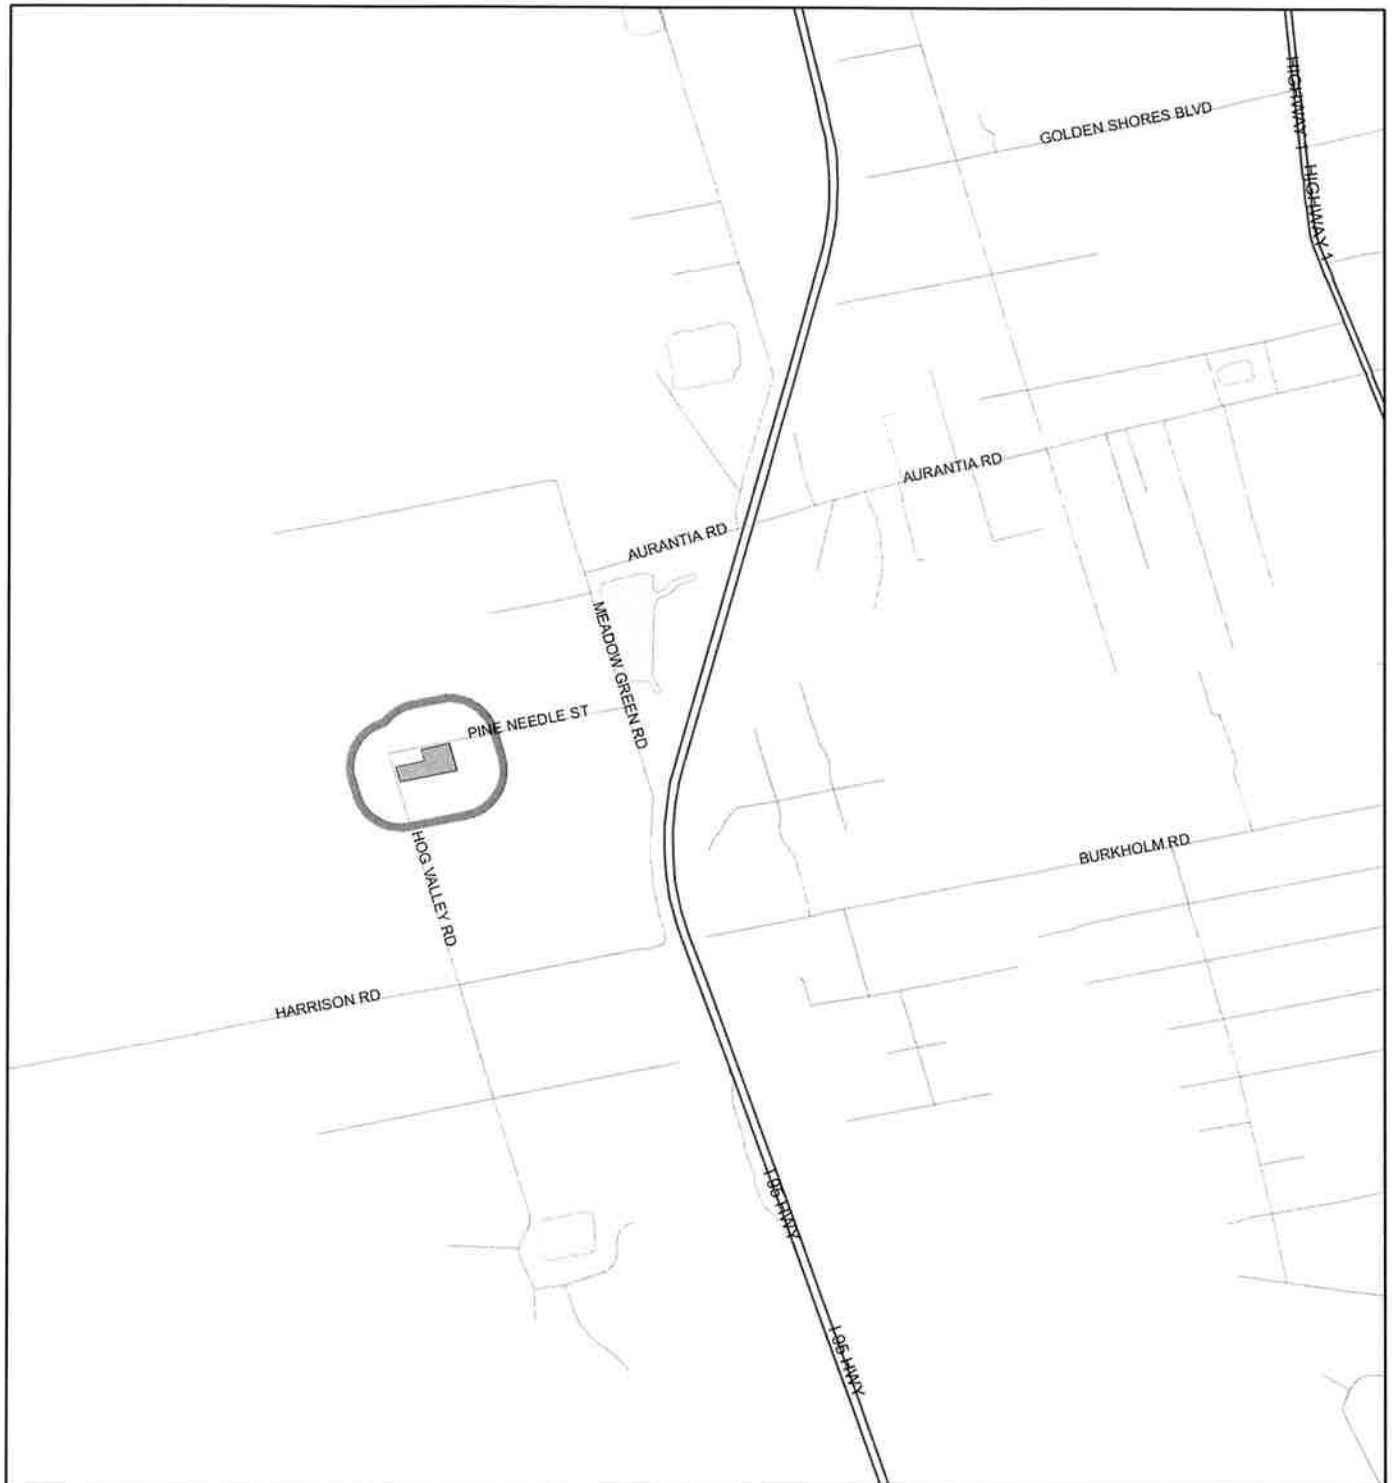 GOLDEN SHORES BLVD
HIGHWAY 1
HIGHWAY 1
AURANTIA RD
AURANTIA RD
MEADOW GREEN RD
PINE NEEDLE ST
HOG VALLEY RD
BURKHOLM RD
HARRISON RD
I 95 HWY
I 95 HWY